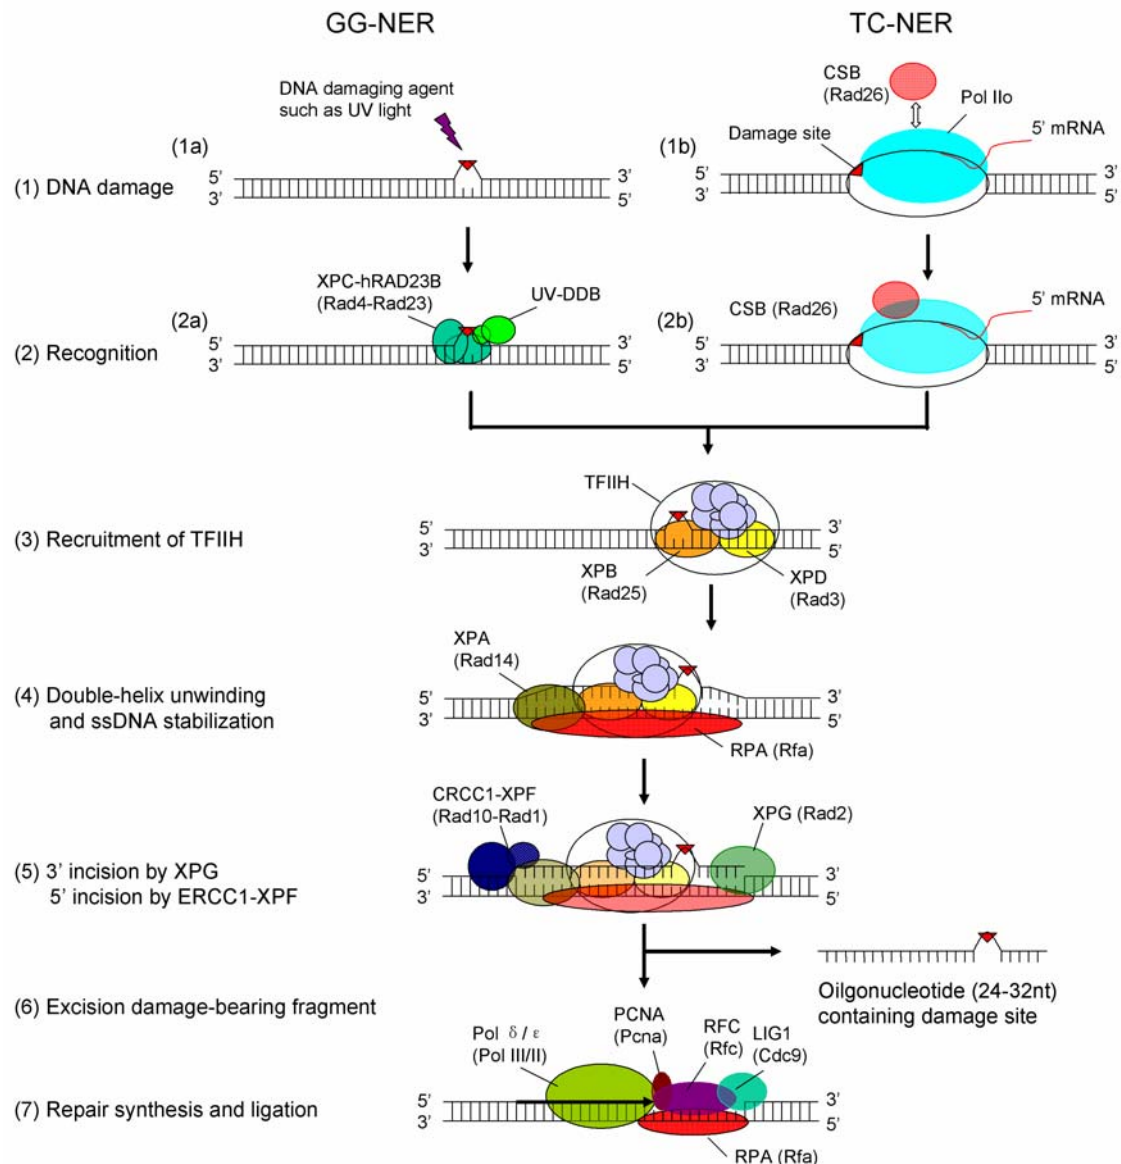 GG-NER
TC-NER
DNA damaging agent
such as UV light
CSB
(Rad26)
Pol IIo
5' mRNA
Damage site
(1a)
(1b)
(1) DNA damage
5'
3'
3'
5'
5'
3'
3'
5'
XPC-hRAD23B
(Rad4-Rad23)
UV-DDB
CSB (Rad26)
5' mRNA
(2a)
(2b)
(2) Recognition
5'
3'
3'
5'
5'
3'
3'
5'
TFIIH
(3) Recruitment of TFIIH
5'
3'
3'
5'
XPB
(Rad25)
XPD
(Rad3)
XPA
(Rad14)
(4) Double-helix unwinding
and ssDNA stabilization
5'
3'
3'
5'
RPA (Rfa)
CRCC1-XPF
(Rad10-Rad1)
XPG (Rad2)
(5) 3' incision by XPG
5' incision by ERCC1-XPF
5'
3'
3'
5'
Oilgonucleotide (24-32nt)
containing damage site
(6) Excision damage-bearing fragment
Pol δ / ε
(Pol III/II)
PCNA
(Pcna)
RFC
(Rfc)
LIG1
(Cdc9)
(7) Repair synthesis and ligation
5'
3'
3'
5'
RPA (Rfa)